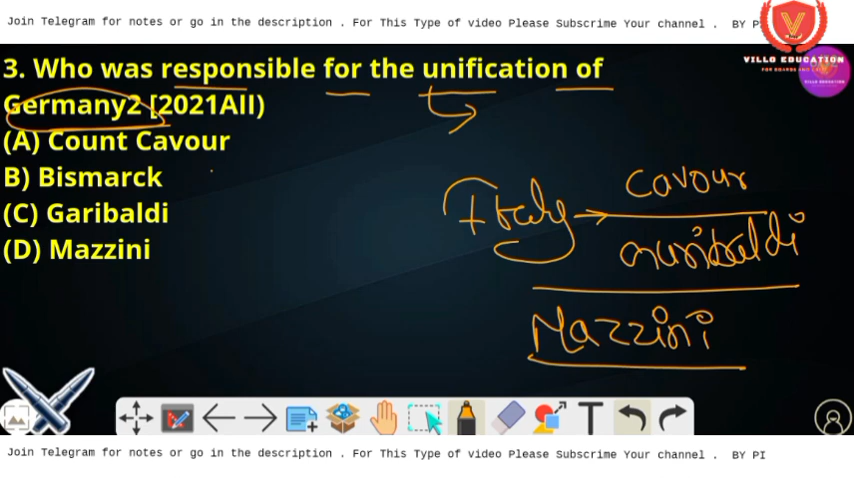 Join Telegram for notes or go in the description . For This Type of video Please Subscrime Your channel . BY P
VILLO EDUCATION
3. Who was responsible for the unification of
Germany2 [2021AII)
(A) Count Cavour
B) Bismarck
(C) Garibaldi
(D) Mazzini
Italy → Cavour
Garibaldi
Mazzini
T
Join Telegram for notes or go in the description . For This Type of video Please Subscrime Your channel . BY PI